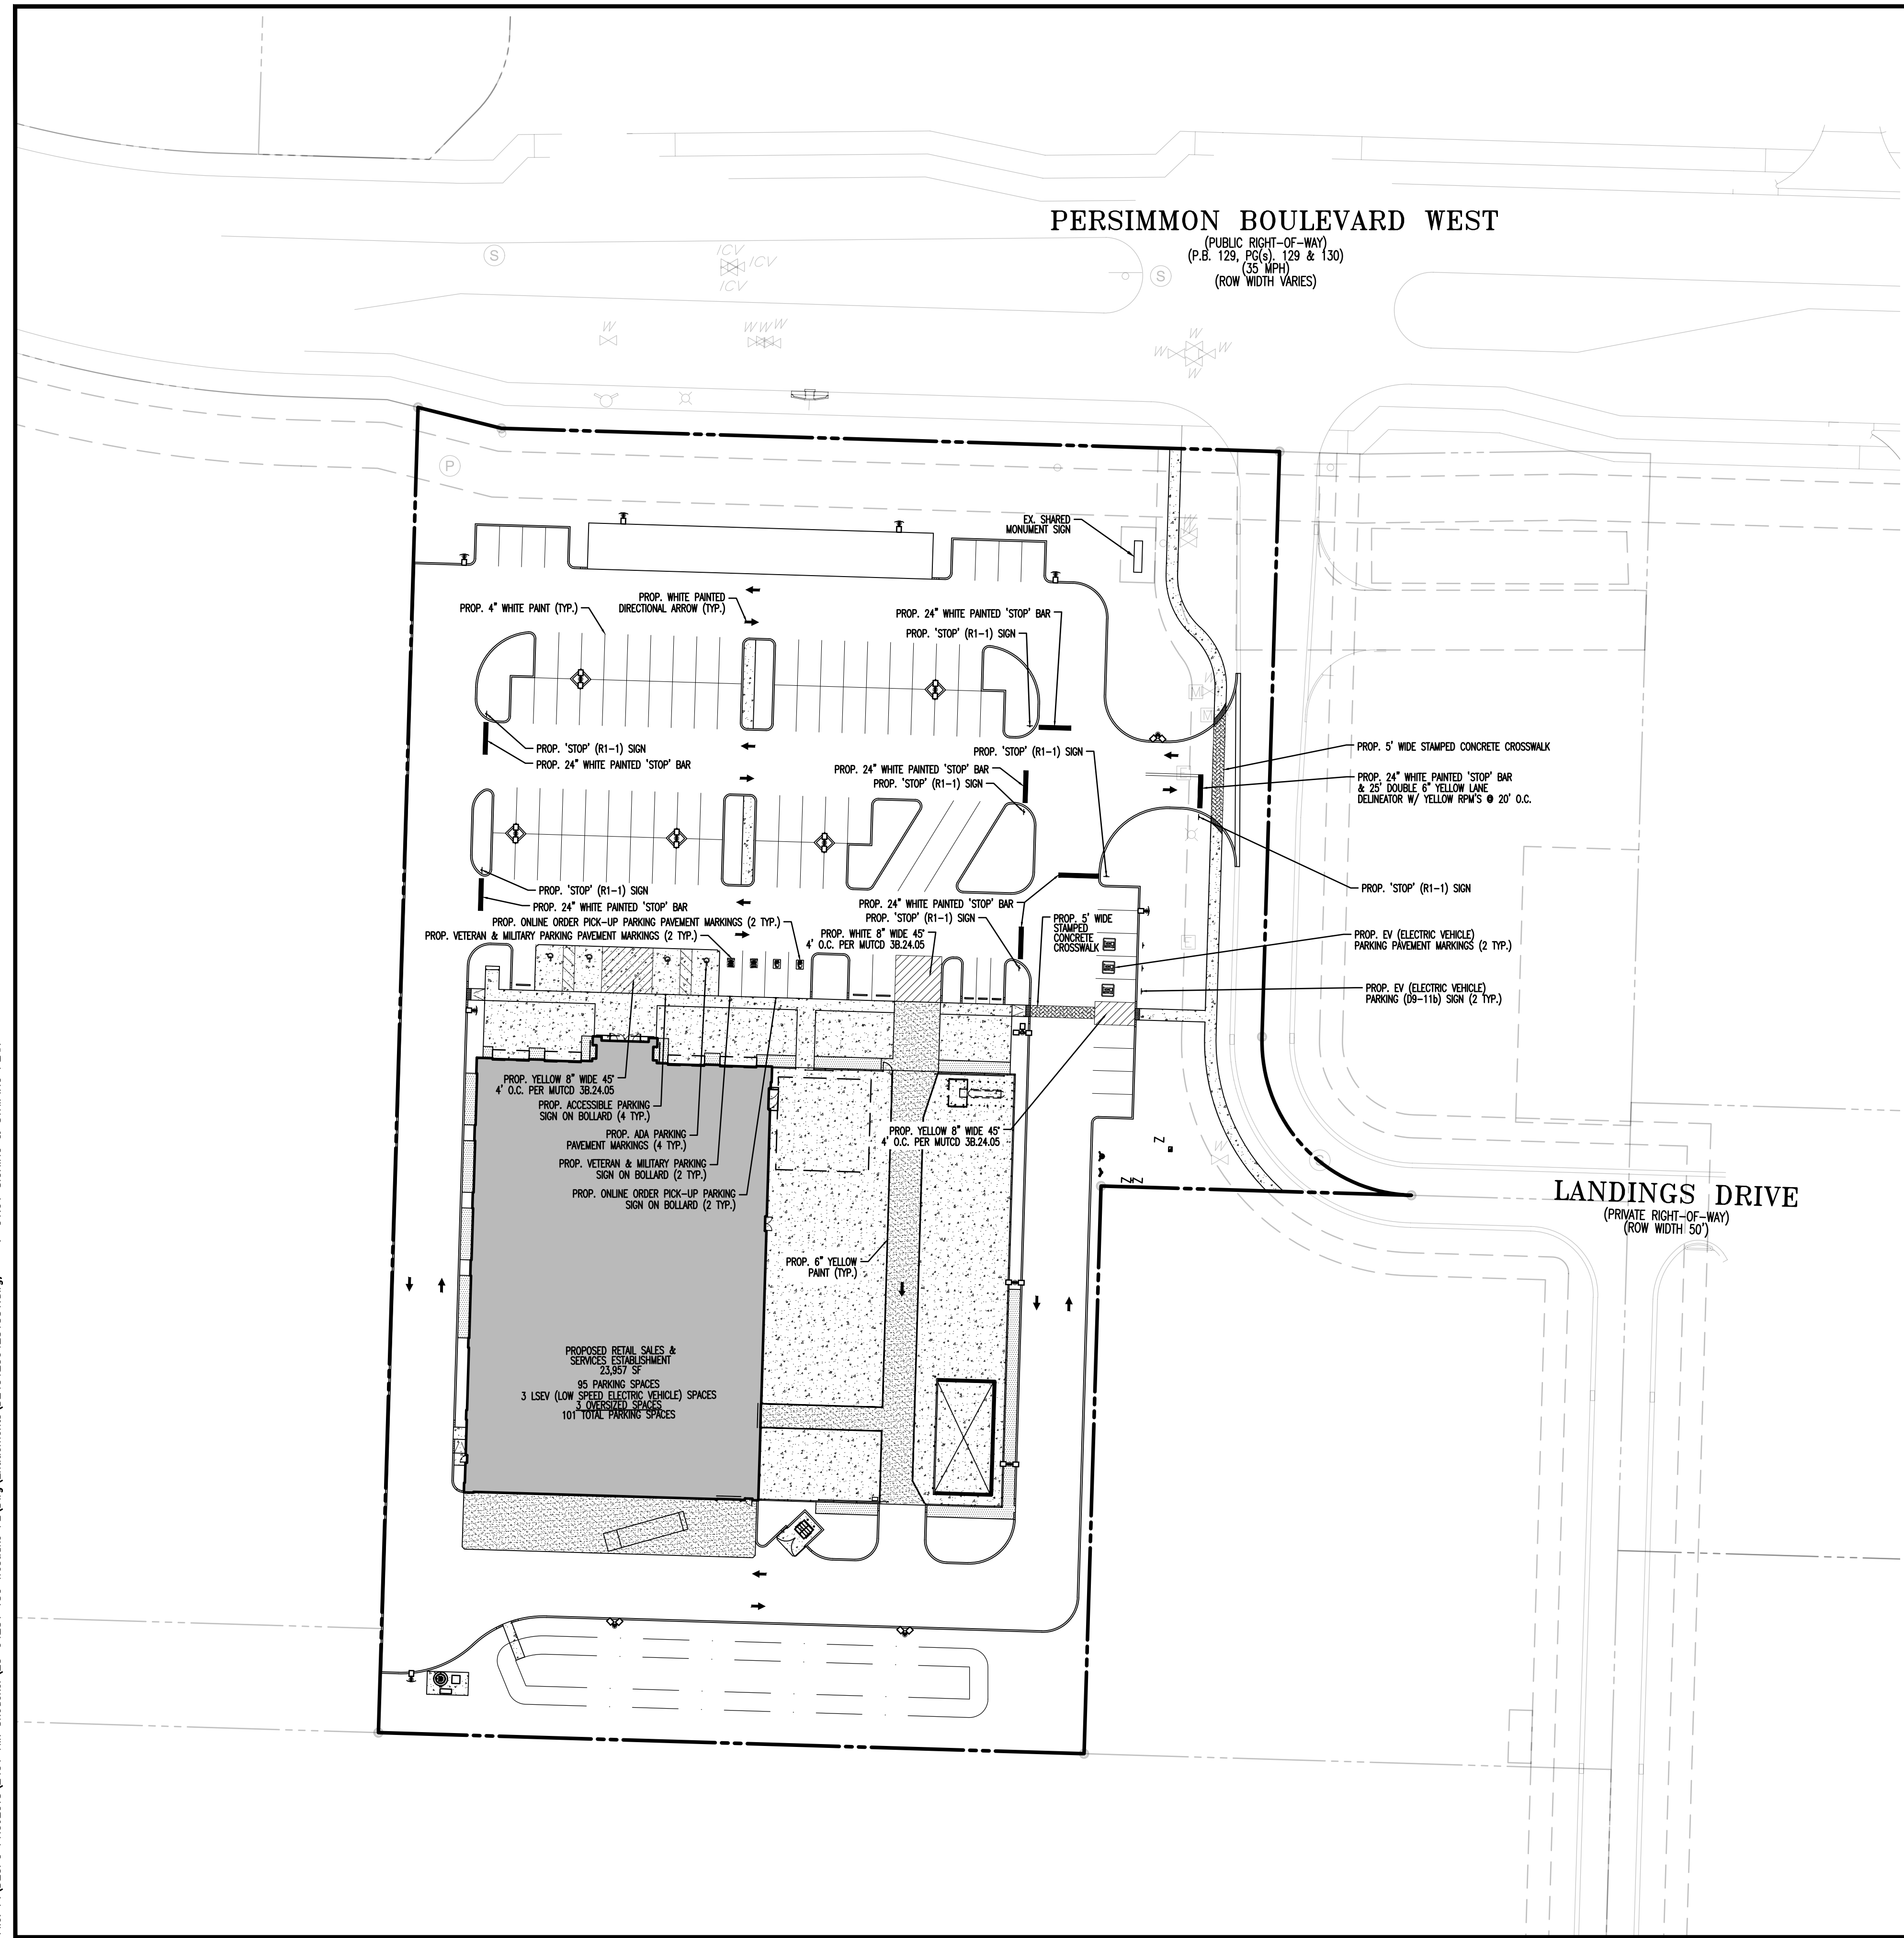 PERSIMMON BOULEVARD WEST
(PUBLIC RIGHT-OF-WAY)
(P.B. 129, PG(s). 129 & 130)
(35 MPH)
(ROW WIDTH VARIES)
S
ICV
ICV
ICV
S
W
W W W
W
W
W
W
P
EX. SHARED
MONUMENT SIGN
W
PROP. WHITE PAINTED
DIRECTIONAL ARROW (TYP.)
PROP. 4" WHITE PAINT (TYP.)
PROP. 24" WHITE PAINTED 'STOP' BAR
PROP. 'STOP' (R1-1) SIGN
W
M
M
PROP. 'STOP' (R1-1) SIGN
PROP. 24" WHITE PAINTED 'STOP' BAR
PROP. 'STOP' (R1-1) SIGN
PROP. 24" WHITE PAINTED 'STOP' BAR
PROP. 'STOP' (R1-1) SIGN
E
PROP. 5' WIDE STAMPED CONCRETE CROSSWALK
PROP. 24" WHITE PAINTED 'STOP' BAR
& 25' DOUBLE 6" YELLOW LANE
DELINEATOR W/ YELLOW RPM'S @ 20' O.C.
PROP. 'STOP' (R1-1) SIGN
PROP. 'STOP' (R1-1) SIGN
PROP. 24" WHITE PAINTED 'STOP' BAR
PROP. 24" WHITE PAINTED 'STOP' BAR
PROP. ONLINE ORDER PICK-UP PARKING PAVEMENT MARKINGS (2 TYP.)
PROP. 'STOP' (R1-1) SIGN
PROP. VETERAN & MILITARY PARKING PAVEMENT MARKINGS (2 TYP.)
PROP. WHITE 8" WIDE 45°
4' O.C. PER MUTCD 3B.24.05
PROP. 5' WIDE
STAMPED
CONCRETE
CROSSWALK
E
PROP. EV (ELECTRIC VEHICLE)
PARKING PAVEMENT MARKINGS (2 TYP.)
PROP. EV (ELECTRIC VEHICLE)
PARKING (D9-11b) SIGN (2 TYP.)
PROP. YELLOW 8" WIDE 45°
4' O.C. PER MUTCD 3B.24.05
PROP. ACCESSIBLE PARKING
SIGN ON BOLLARD (4 TYP.)
PROP. ADA PARKING
PAVEMENT MARKINGS (4 TYP.)
PROP. YELLOW 8" WIDE 45°
4' O.C. PER MUTCD 3B.24.05
PROP. VETERAN & MILITARY PARKING
SIGN ON BOLLARD (2 TYP.)
PROP. ONLINE ORDER PICK-UP PARKING
SIGN ON BOLLARD (2 TYP.)
W
LANDINGS DRIVE
(PRIVATE RIGHT-OF-WAY)
(ROW WIDTH 50')
PROP. 6" YELLOW
PAINT (TYP.)
PROPOSED RETAIL SALES &
SERVICES ESTABLISHMENT
23,957 SF
95 PARKING SPACES
3 LSEV (LOW SPEED ELECTRIC VEHICLE) SPACES
3 OVERSIZED SPACES
101 TOTAL PARKING SPACES